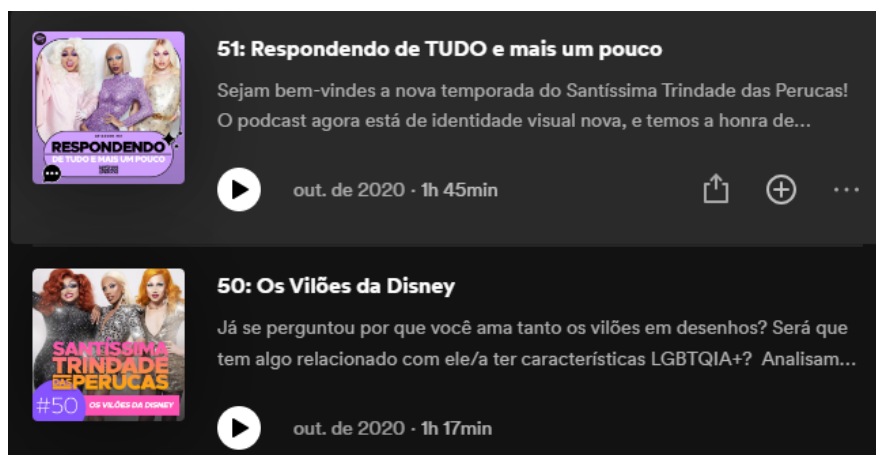 51: Respondendo de TUDO e mais um pouco
Sejam bem-vindes a nova temporada do Santíssima Trindade das Perucas!
O podcast agora está de identidade visual nova, e temos a honra de...
out. de 2020 · 1h 45min
RESPONDENDO
DE TUDO E MAIS UM POUCO
50: Os Vilões da Disney
Já se perguntou por que você ama tanto os vilões em desenhos? Será que
tem algo relacionado com ele/a ter características LGBTQIA+? Analisam...
out. de 2020 · 1h 17min
SANTÍSSIMA
TRINDADE
DAS PERUCAS
#50 OS VILÕES DA DISNEY